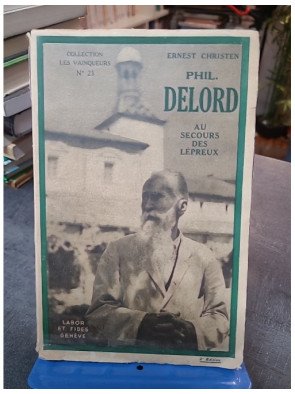 COLLECTION
LES VAINQUEURS
N° 23
ERNEST CHRISTEN
PHIL.
DELORD
AU
SECOURS
DES
LÉPREUX
LABOR
ET FIDES
GENÈVE